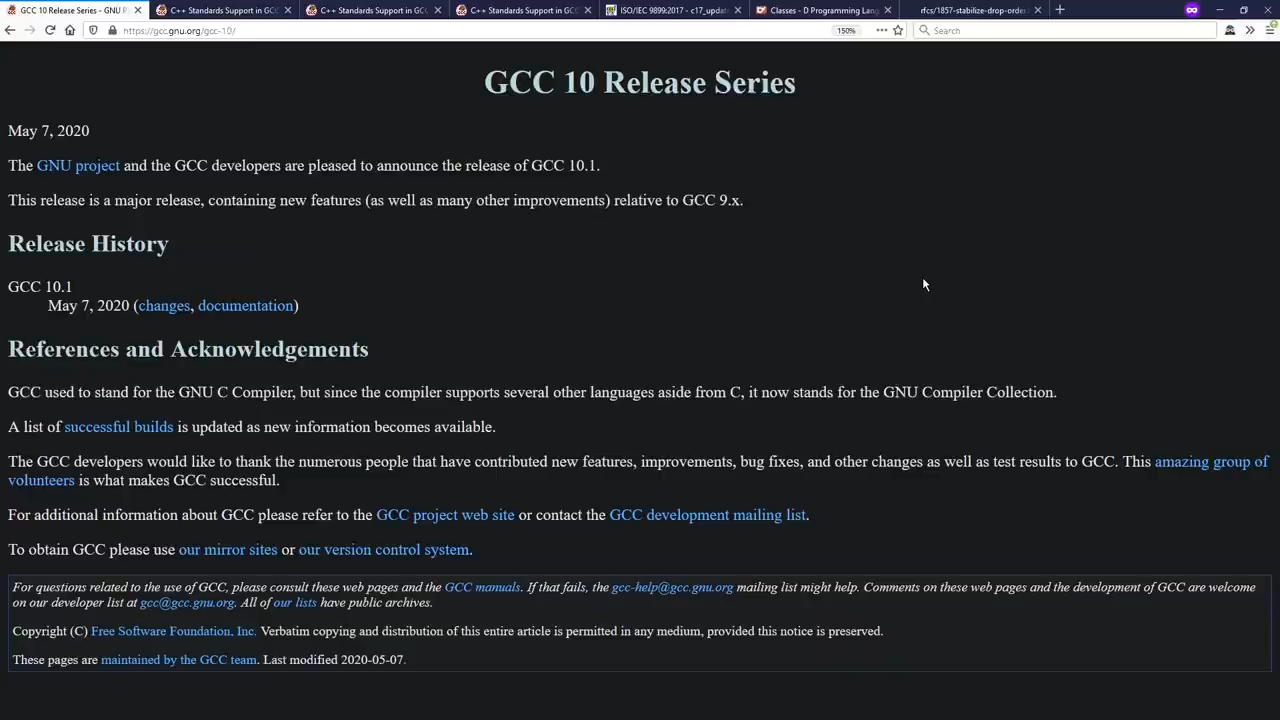 GCC 10 Release Series - GNU P
C++ Standards Support in GCC
C++ Standards Support in GCC
C++ Standards Support in GCC
ISO/IEC 9899:2017 - c17_updat
Classes - D Programming Lang
rfcs/1857-stabilize-drop-order
https://gcc.gnu.org/gcc-10/
150%
Search
GCC 10 Release Series
May 7, 2020
The GNU project and the GCC developers are pleased to announce the release of GCC 10.1.
This release is a major release, containing new features (as well as many other improvements) relative to GCC 9.x.
Release History
GCC 10.1
May 7, 2020 (changes, documentation)
References and Acknowledgements
GCC used to stand for the GNU C Compiler, but since the compiler supports several other languages aside from C, it now stands for the GNU Compiler Collection.
A list of successful builds is updated as new information becomes available.
The GCC developers would like to thank the numerous people that have contributed new features, improvements, bug fixes, and other changes as well as test results to GCC. This amazing group of
volunteers is what makes GCC successful.
For additional information about GCC please refer to the GCC project web site or contact the GCC development mailing list.
To obtain GCC please use our mirror sites or our version control system.
For questions related to the use of GCC, please consult these web pages and the GCC manuals. If that fails, the gcc-help@gcc.gnu.org mailing list might help. Comments on these web pages and the development of GCC are welcome
on our developer list at gcc@gcc.gnu.org. All of our lists have public archives.
Copyright (C) Free Software Foundation, Inc. Verbatim copying and distribution of this entire article is permitted in any medium, provided this notice is preserved.
These pages are maintained by the GCC team. Last modified 2020-05-07.